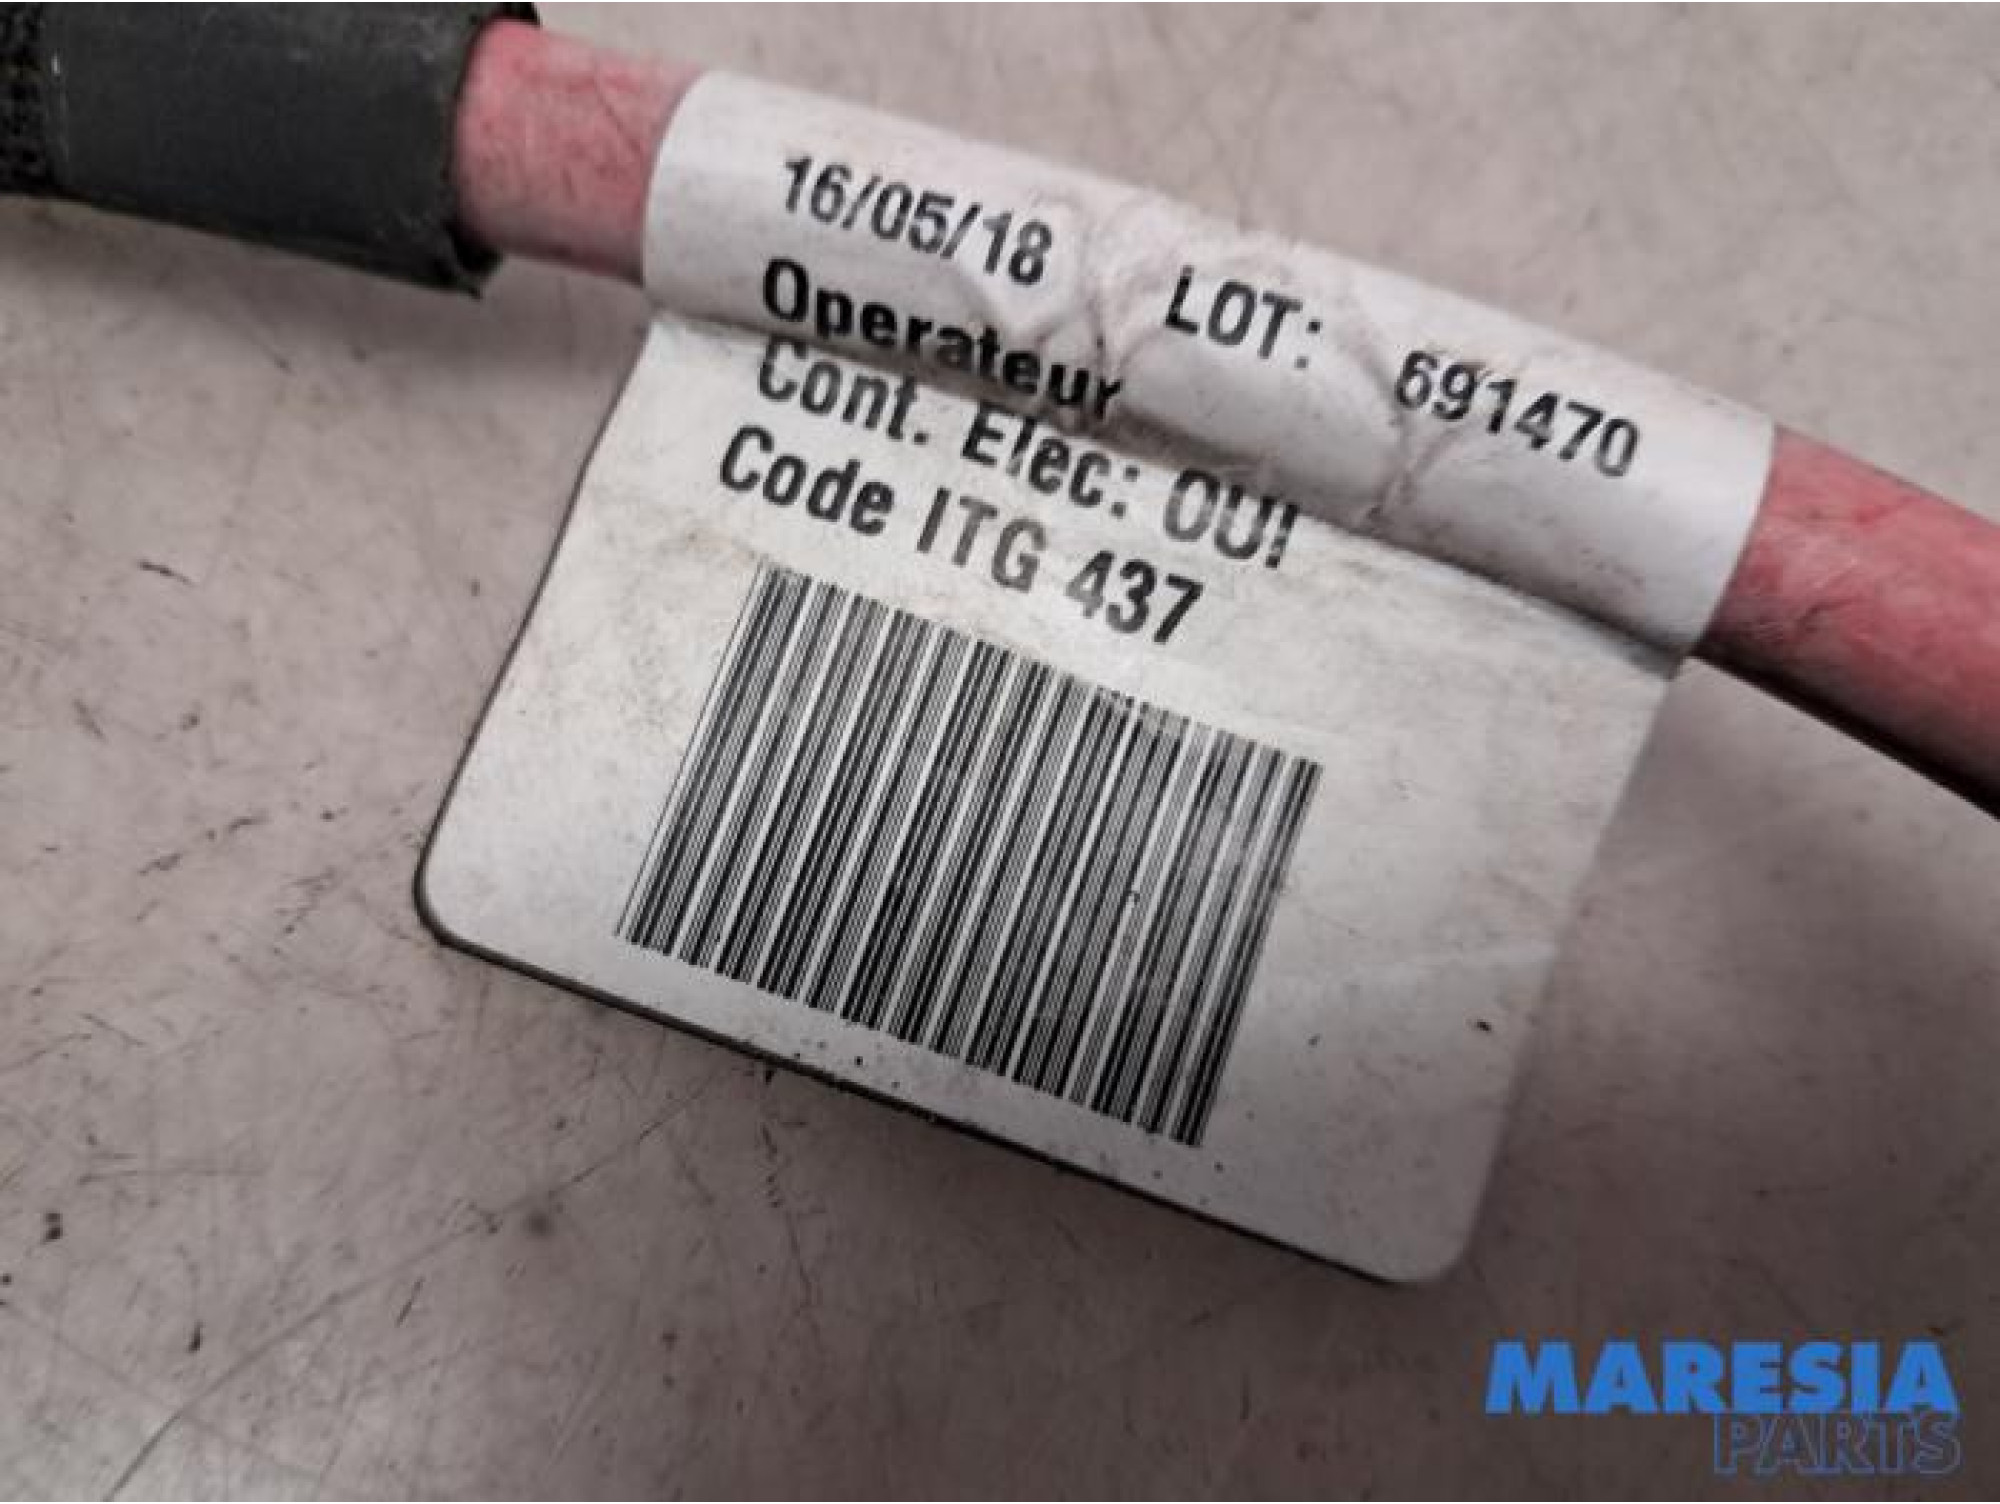 16/05/18 LOT: 691470
Operateur
Cont. Elec: OUI
Code ITG 437
MARESIA
PARTS